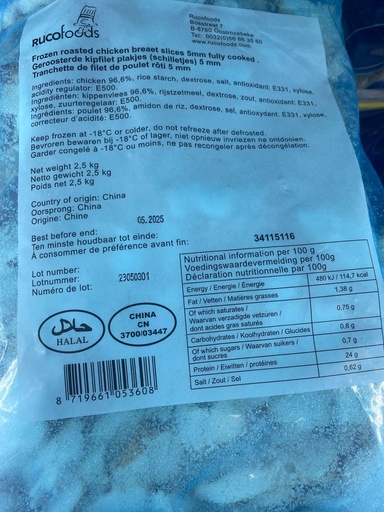 RUCOFOODS
Rucofoods
Bosstraat 7
B-8780 Oostrozebeke
Tel: 0032(0)56 66 35 60
www.rucofoods.com
Frozen roasted chicken breast slices 5mm fully cooked
Geroosterde kipfilet plakjes (schilletjes) 5 mm
Tranchette de filet de poulet rôti 5 mm
Ingredients: chicken 96,6%, rice starch, dextrose, salt, antioxidant: E331, xylose,
acidity regulator: E500.
Ingrediënten: kippenvlees 96,6%, rijstzetmeel, dextrose, zout, antioxidant: E331,
xylose, zuurteregelaar: E500.
Ingrédients: poulet 96,6%, amidon de riz, dextrose, sel, antioxydant: E331, xylose,
correcteur d'acidité: E500.
Keep frozen at -18°C or colder, do not refreeze after defrosted.
Bevroren bewaren bij -18°C of lager, niet opnieuw invriezen na ontdooien.
Garder congelé à -18°C ou moins, ne pas recongeler après décongélation.
Net weight 2,5 kg
Netto gewicht 2,5 kg
Poids net 2,5 kg
Country of origin: China
Oorsprong: China
Origine: Chine
Best before end: 05.2025
Ten minste houdbaar tot einde:
À consommer de préférence avant fin:
34115116
Lot number:
Lotnummer: 23050301
Numéro de lot:
HALAL
حلال
CHINA
CN
3700/03447
8 719661 053608
Nutritional information per 100 g
Voedingswaardevermelding per 100g
Déclaration nutritionnelle par 100g
Energy / Energie / Énergie 480 kJ / 114,7 kcal
Fat / Vetten / Matières grasses 1,38 g
Of which saturates /
Waarvan verzadigde vetzuren / 0,75 g
dont acides gras saturés
Carbohydrates / Koolhydraten / Glucides 0,8 g
Of which sugars / Waarvan suikers / 0,7 g
dont sucres
Protein / Eiwitten / protéines 24 g
Salt / Zout / Sel 0,62 g